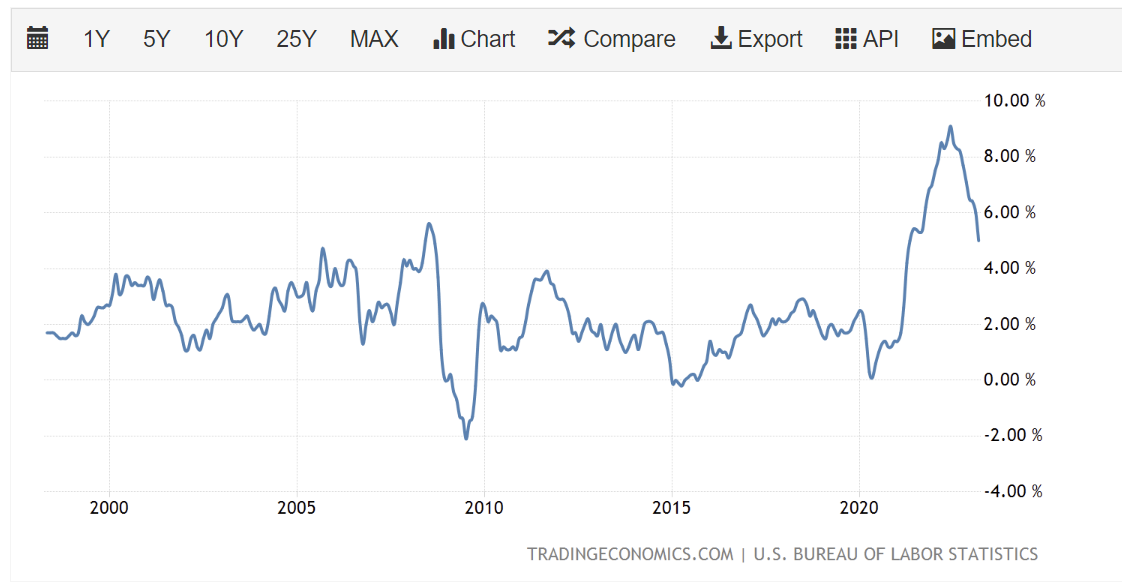 1Y 5Y 10Y 25Y MAX Chart Compare Export API Embed
10.00 %
8.00 %
6.00 %
4.00 %
2.00 %
0.00 %
-2.00 %
-4.00 %
2000 2005 2010 2015 2020
TRADINGECONOMICS.COM | U.S. BUREAU OF LABOR STATISTICS